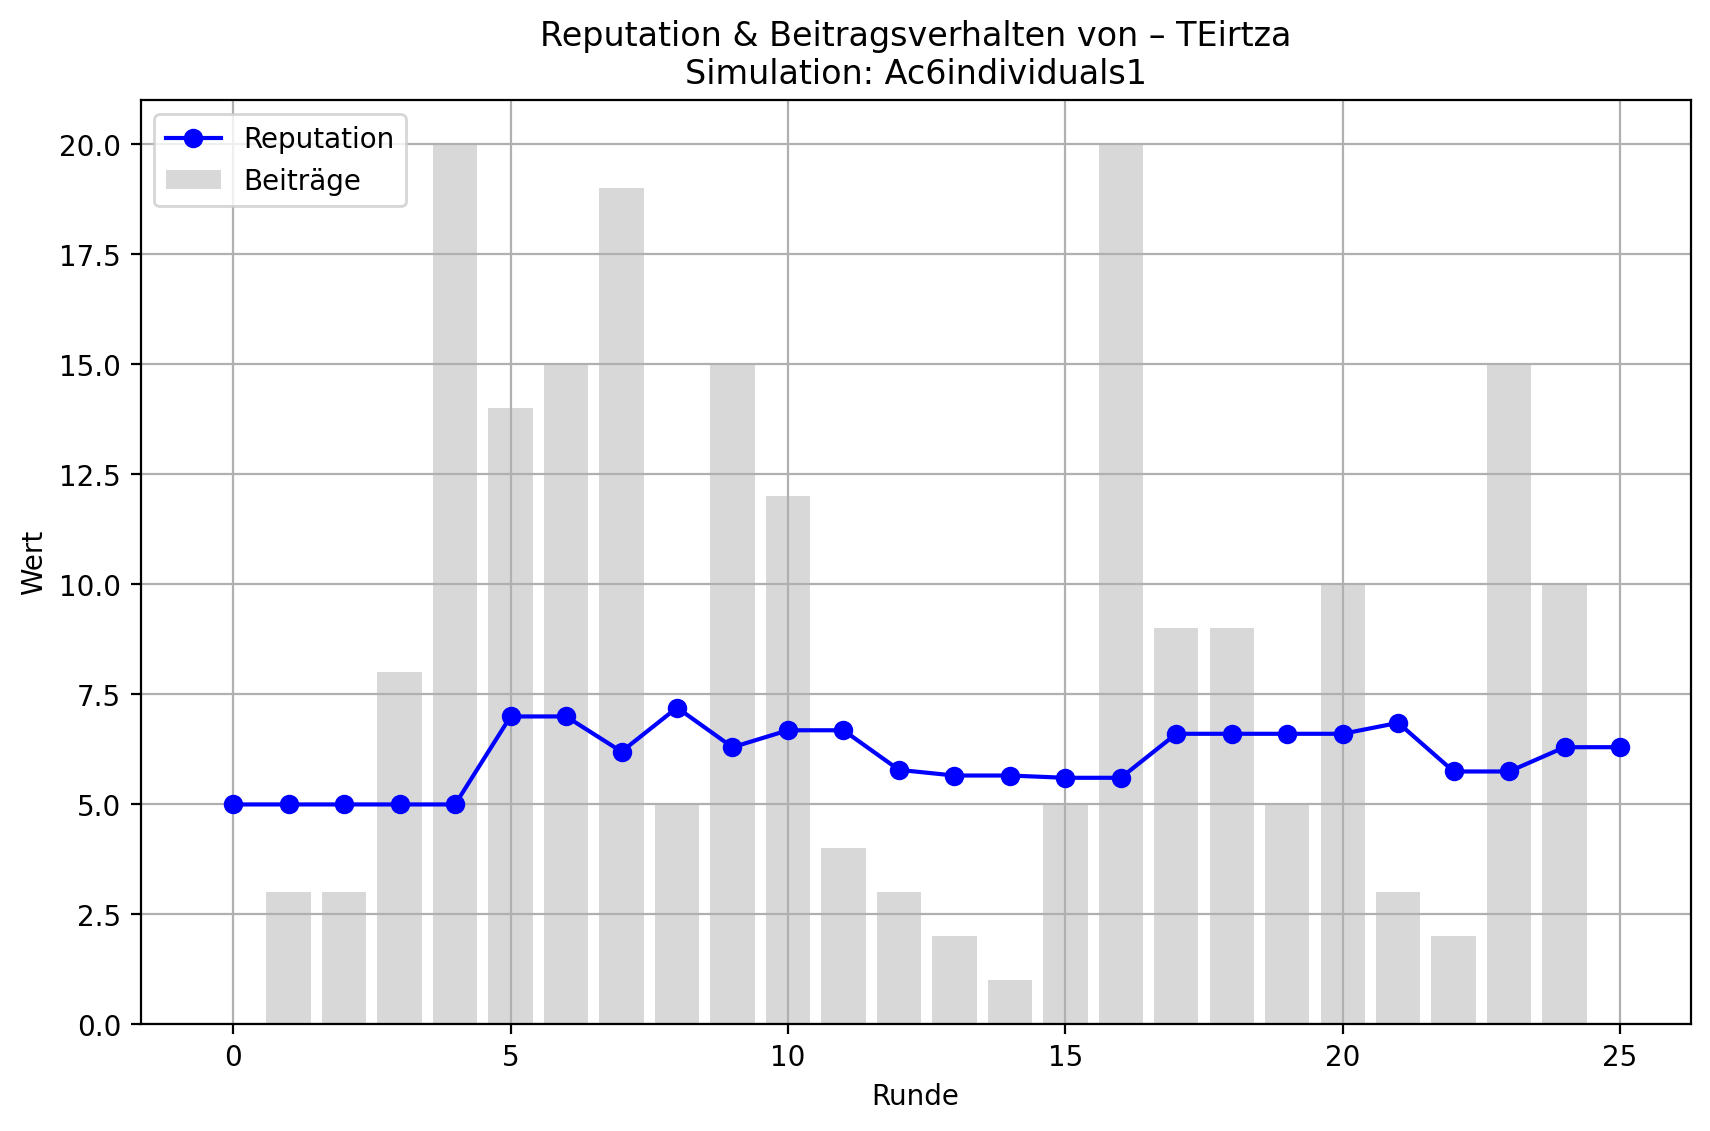 Reputation & Beitragsverhalten von – TEirtza
Simulation: Ac6individuals1
Reputation
Beiträge
20.0
17.5
15.0
12.5
10.0
7.5
5.0
2.5
0.0
Wert
0 5 10 15 20 25
Runde